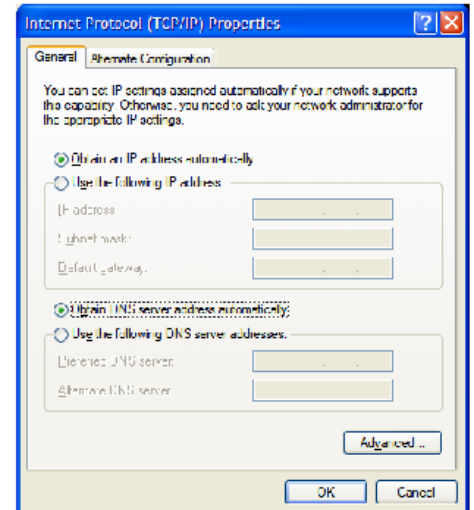 Internet Protocol (TCP/IP) Properties
General
Alternate Configuration
You can get IP settings assigned automatically if your network supports
this capability. Otherwise, you need to ask your network administrator for
the appropriate IP settings.
Obtain an IP address automatically
Use the following IP address
IP address
Subnet mask:
Default gateway:
Obtain DNS server address automatically
Use the following DNS server addresses:
Preferred DNS server:
Alternate DNS server
Advanced...
OK
Cancel